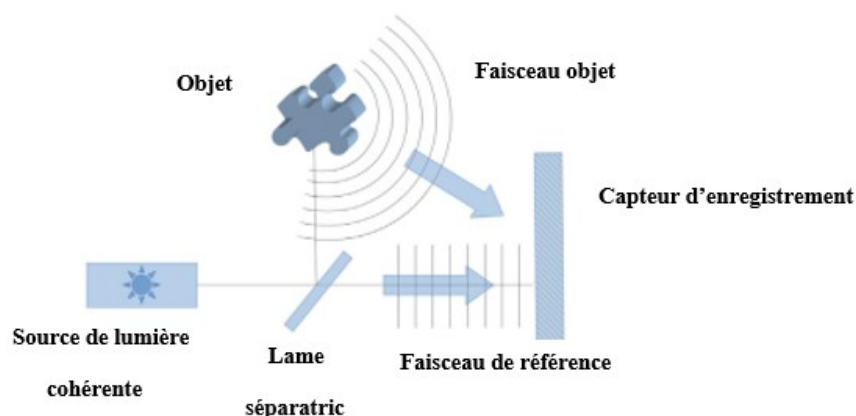 Objet
Faisceau objet
Capteur d’enregistrement
Source de lumière
cohérente
Lame
séparatric
Faisceau de référence